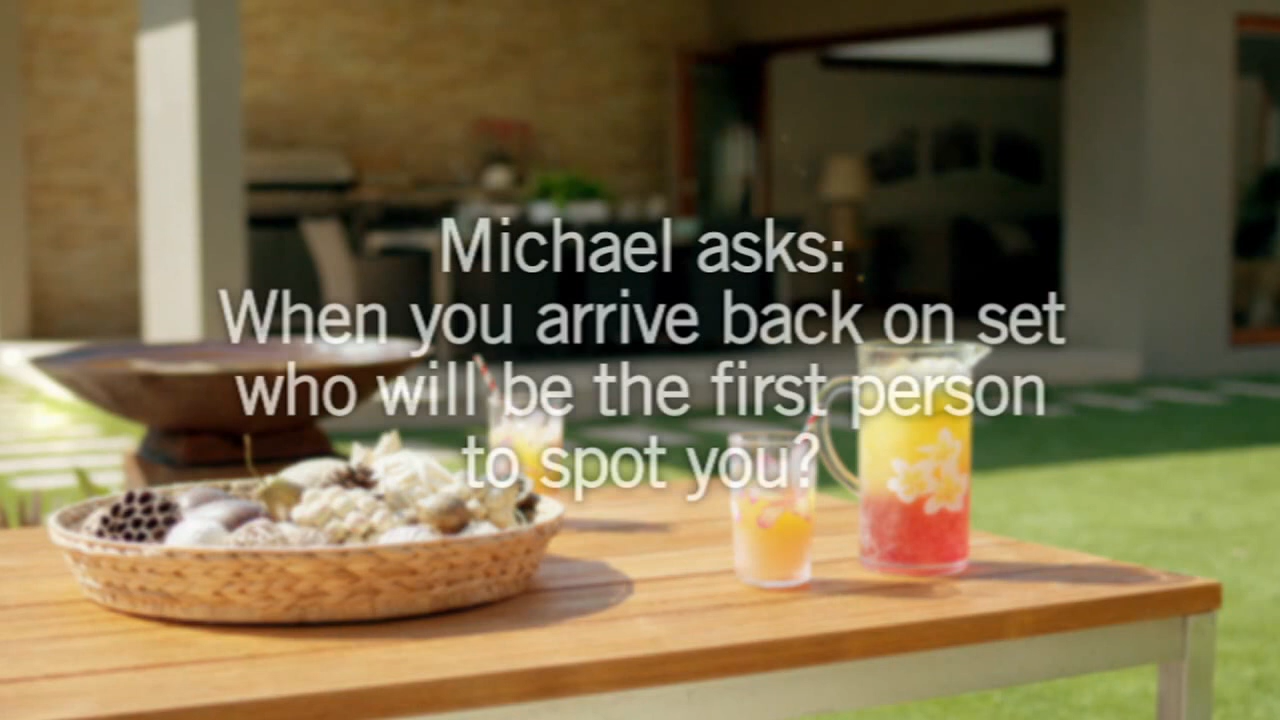 Michael asks:
When you arrive back on set
who will be the first person
to spot you?